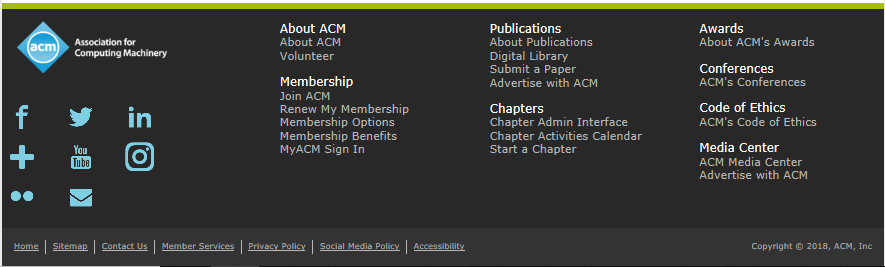 acm
Association for
Computing Machinery
You
Tube
About ACM
About ACM
Volunteer
Membership
Join ACM
Renew My Membership
Membership Options
Membership Benefits
MyACM Sign In
Publications
About Publications
Digital Library
Submit a Paper
Advertise with ACM
Chapters
Chapter Admin Interface
Chapter Activities Calendar
Start a Chapter
Awards
About ACM's Awards
Conferences
ACM's Conferences
Code of Ethics
ACM's Code of Ethics
Media Center
ACM Media Center
Advertise with ACM
Home | Sitemap | Contact Us | Member Services | Privacy Policy | Social Media Policy | Accessibility
Copyright © 2018, ACM, Inc